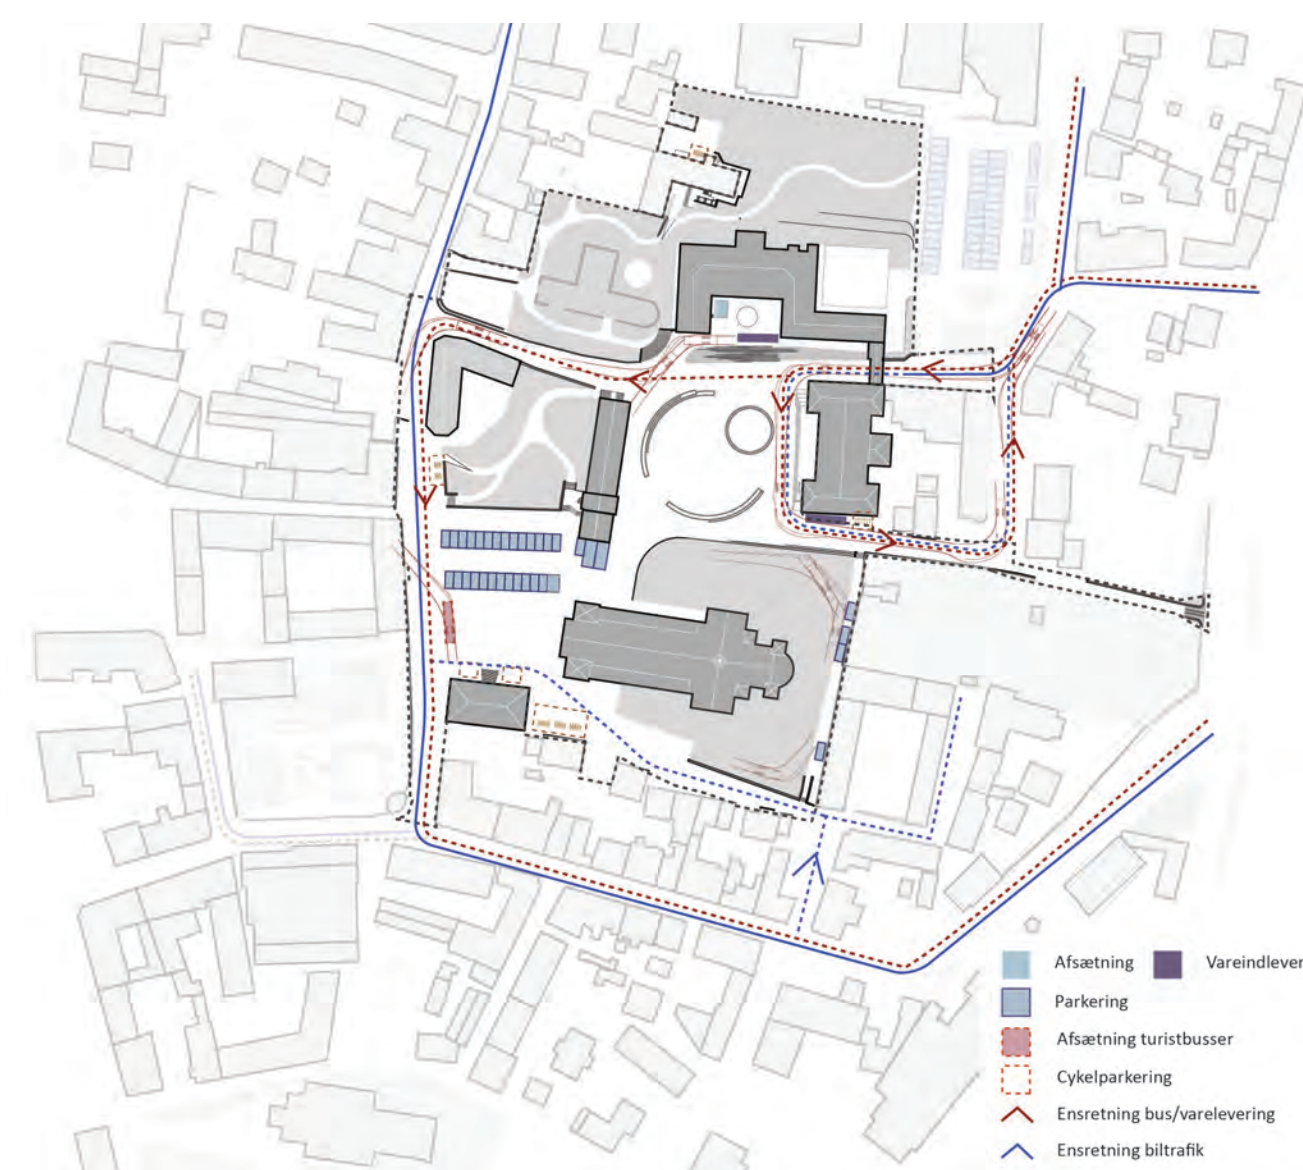 Afsætning Vareindlever
Parkering
Afsætning turistbusser
Cykelparkering
Ensretning bus/varelevering
Ensretning biltrafik